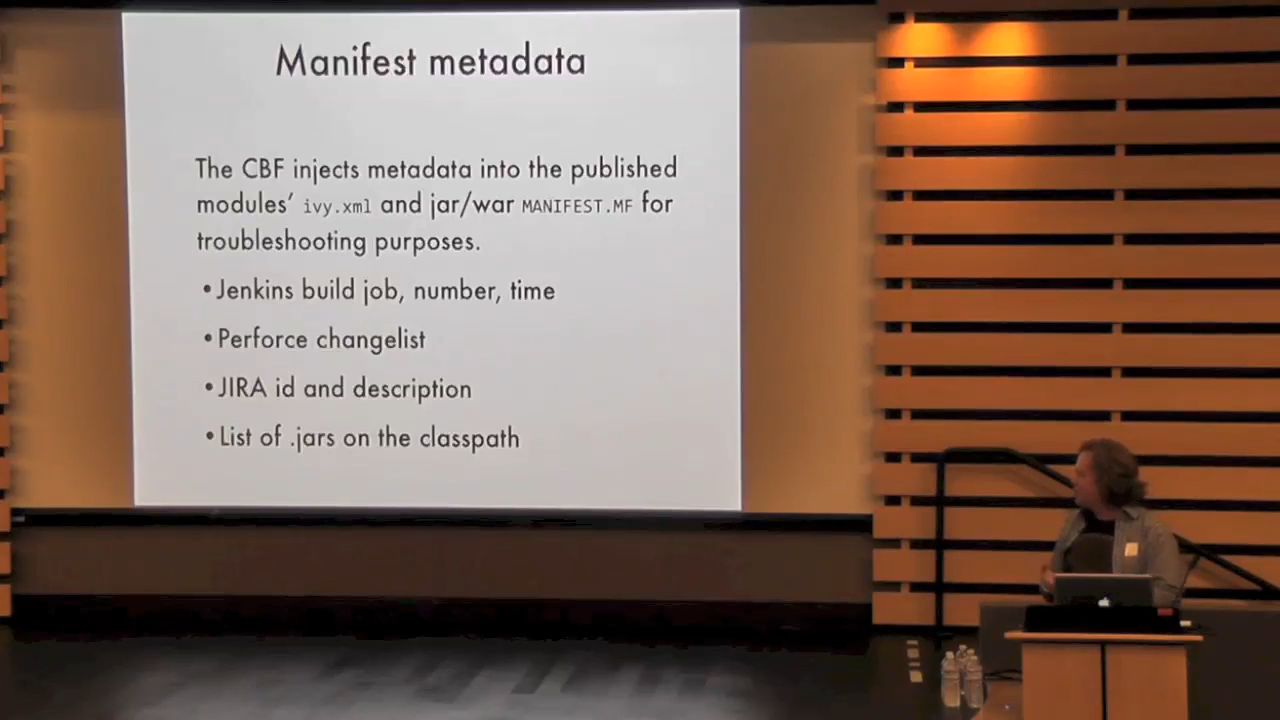 Manifest metadata
The CBF injects metadata into the published
modules’ ivy.xml and jar/war MANIFEST.MF for
troubleshooting purposes.
•Jenkins build job, number, time
•Perforce changelist
•JIRA id and description
•List of .jars on the classpath